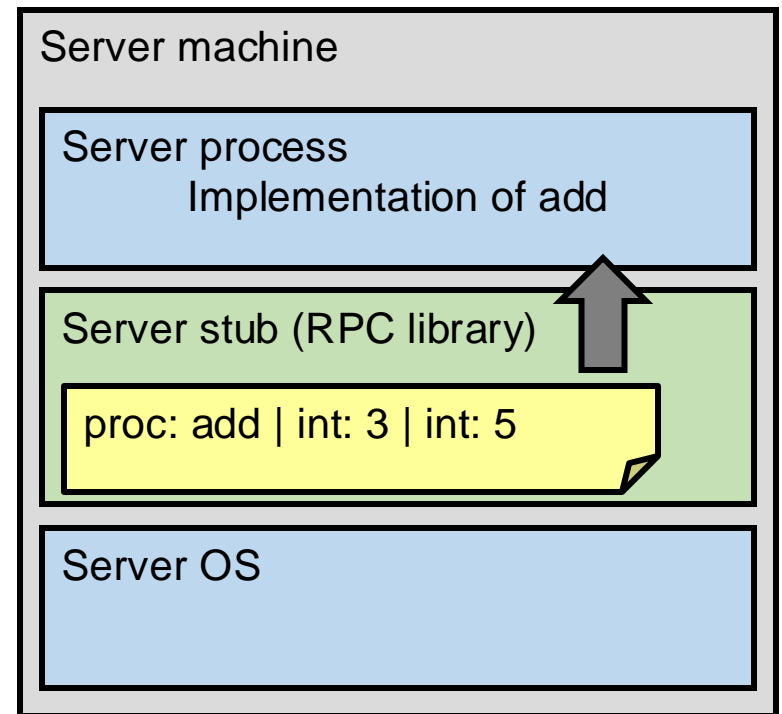 Server machine
Server process
Implementation of add
Server stub (RPC library)
proc: add | int: 3 | int: 5
Server OS